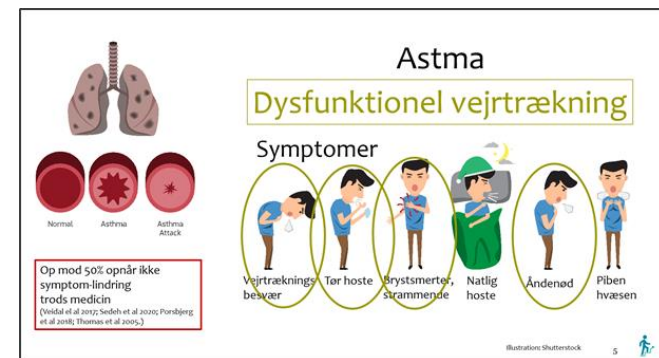 Astma
Dysfunktionel vejrtrækning
Symptomer
Normal
Asthma
Asthma
Attack
Op mod 50% opnår ikke
symptom-lindring
trods medicin
(Veidal el al 2017; Sedeh et al 2020; Porsbjerg
et al 2018; Thomas et al 2005.)
Vejrtræknings
besvær
Tør hoste
Brystsmerter,
strammende
Natlig
hoste
Åndenød
Piben
hvæsen
Illustration: Shutterstock
5